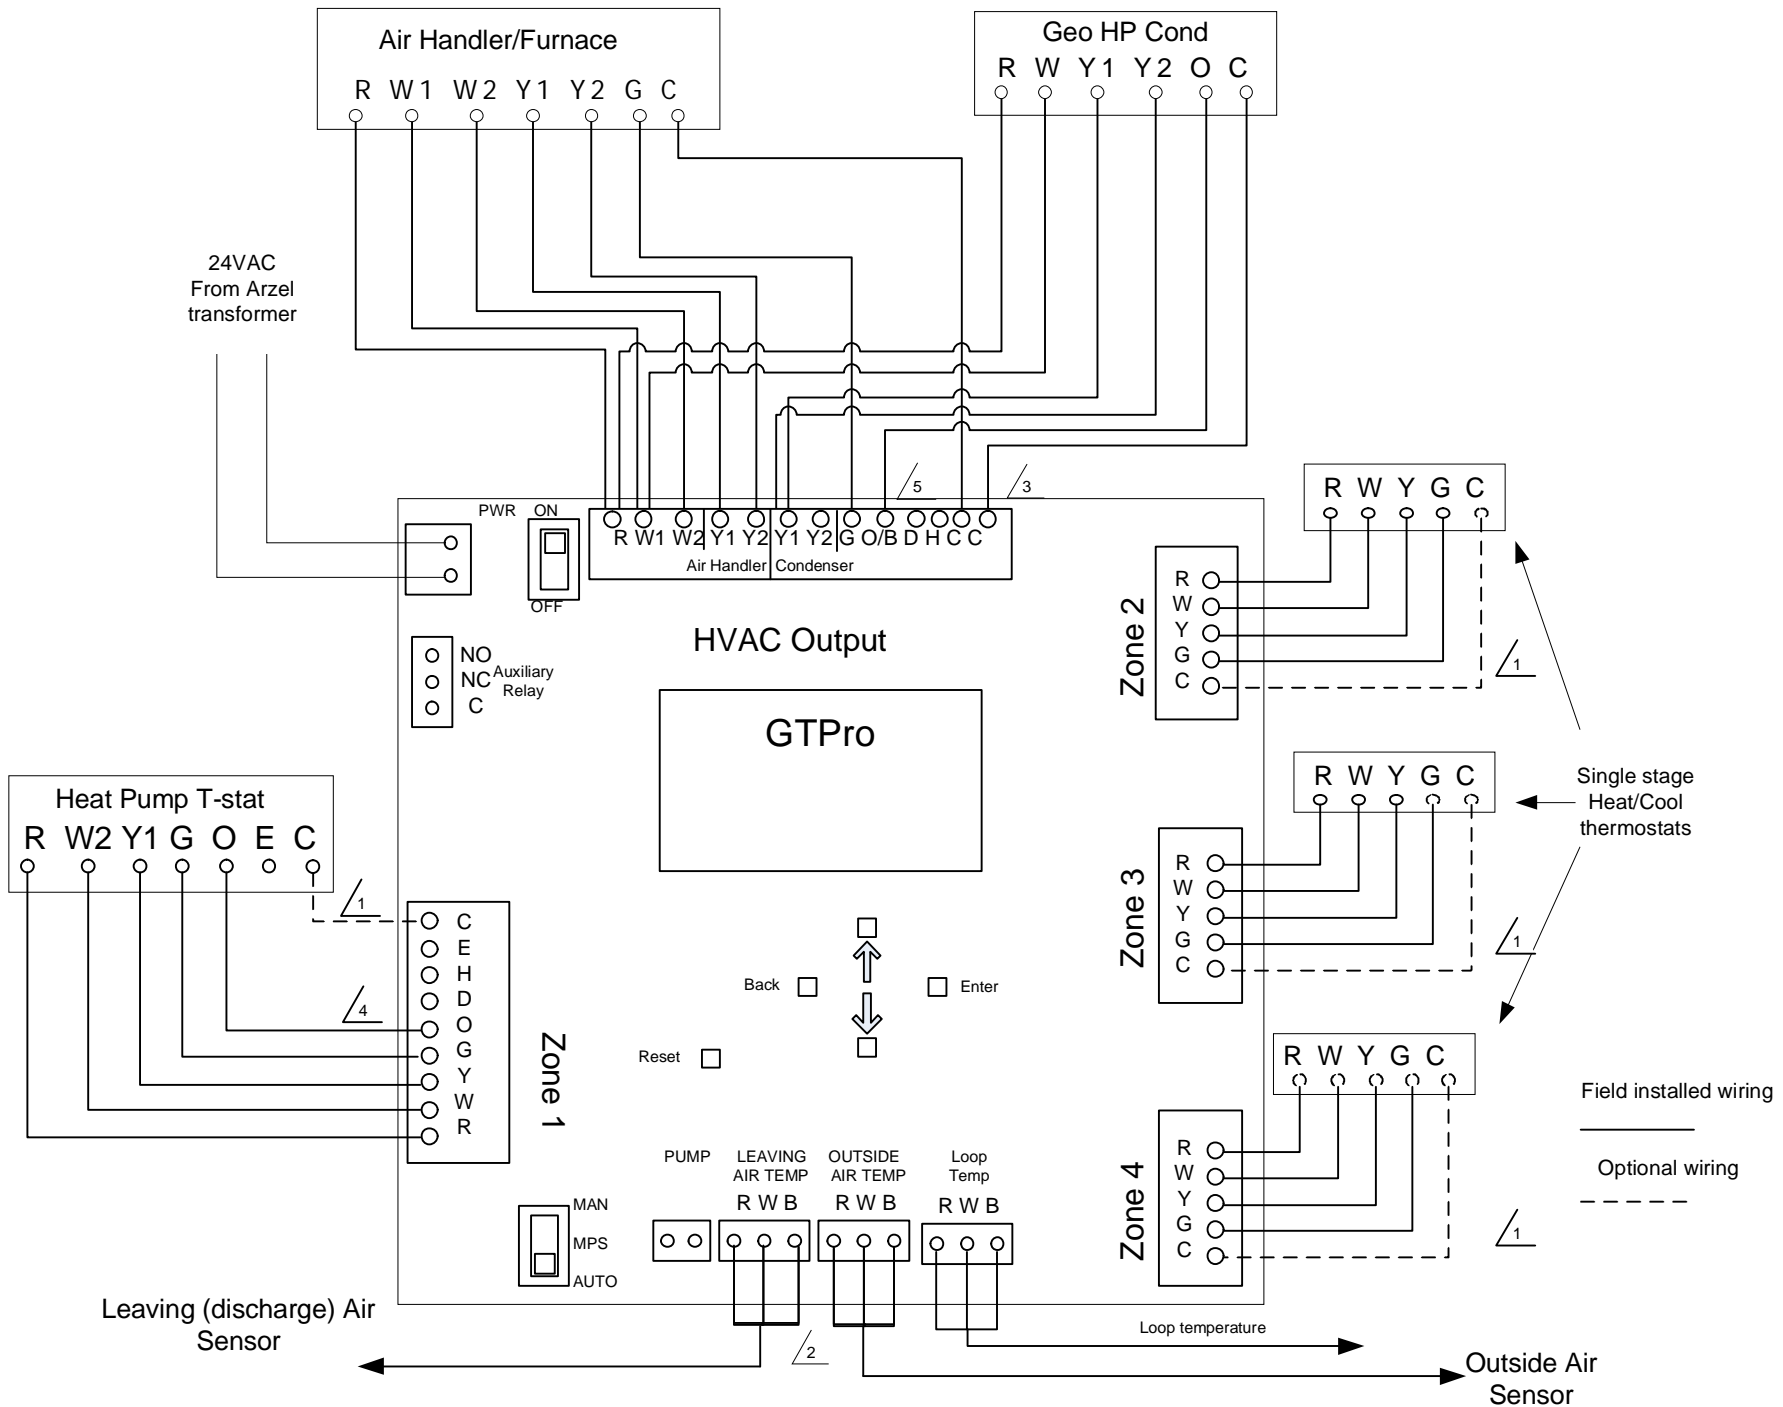 Air Handler/Furnace
R W1 W2 Y1 Y2 G C
Geo HP Cond
R W Y1 Y2 O C
24VAC
From Arzel
transformer
5
3
PWR ON
OFF
R W1 W2 Y1 Y2 Y1 Y2 G O/B D H C C
Air Handler Condenser
HVAC Output
NO
NC
C
Auxiliary
Relay
GTPro
R W Y G C
Zone 2
R
W
Y
G
C
1
Single stage
Heat/Cool
thermostats
R W Y G C
Zone 3
R
W
Y
G
C
1
R W Y G C
Zone 4
R
W
Y
G
C
1
Field installed wiring
Optional wiring
Heat Pump T-stat
R W2 Y1 G O E C
1
4
C
E
H
D
O
G
Y
W
R
Zone 1
Back
Enter
Reset
MAN
MPS
AUTO
PUMP
LEAVING
AIR TEMP
R W B
OUTSIDE
AIR TEMP
R W B
Loop
Temp
R W B
Leaving (discharge) Air
Sensor
2
Loop temperature
Outside Air
Sensor